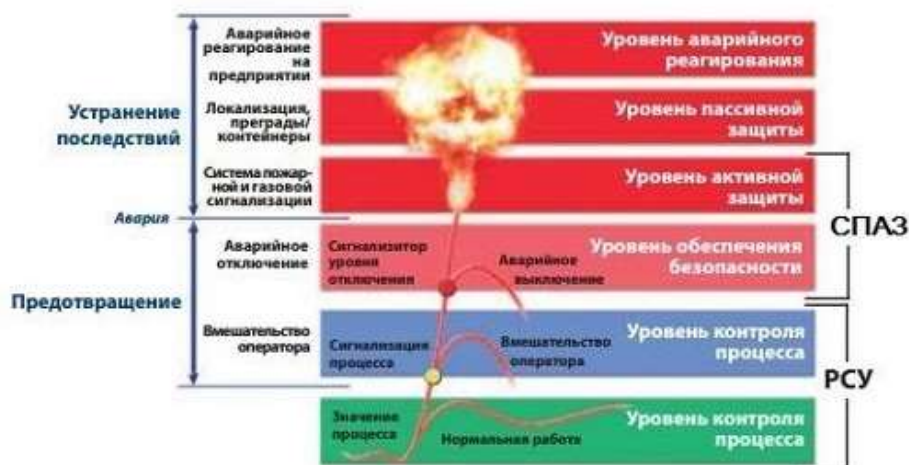 Аварийное
реагирование
на
предприятии
Уровень аварийного
реагирования
Устранение
последствий
Локализация,
преграды/
контейнеры
Уровень пассивной
защиты
Система пожар-
ной и газовой
сигнализации
Уровень активной
защиты
СПАЗ
Авария
Аварийное
отключение
Сигнализитор
уровня
отключения
Аварийное
выключение
Уровень обеспечения
безопасности
Предотвращение
Вмешательство
оператора
Сигнализация
процесса
Вмешательство
оператора
Уровень контроля
процесса
РСУ
Значение
процесса
Нормальная работа
Уровень контроля
процесса